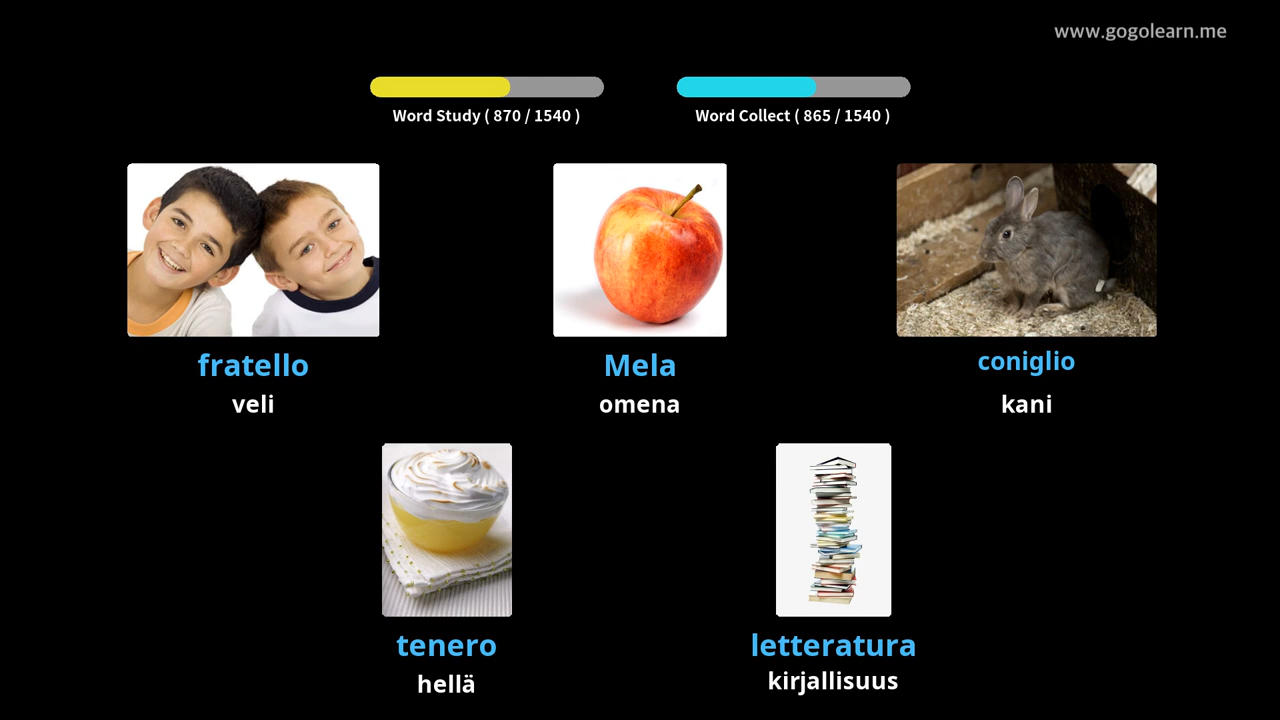 www.gogolearn.me
Word Study ( 870 / 1540 )
Word Collect ( 865 / 1540 )
fratello
veli
Mela
omena
coniglio
kani
tenero
hellä
letteratura
kirjallisuus